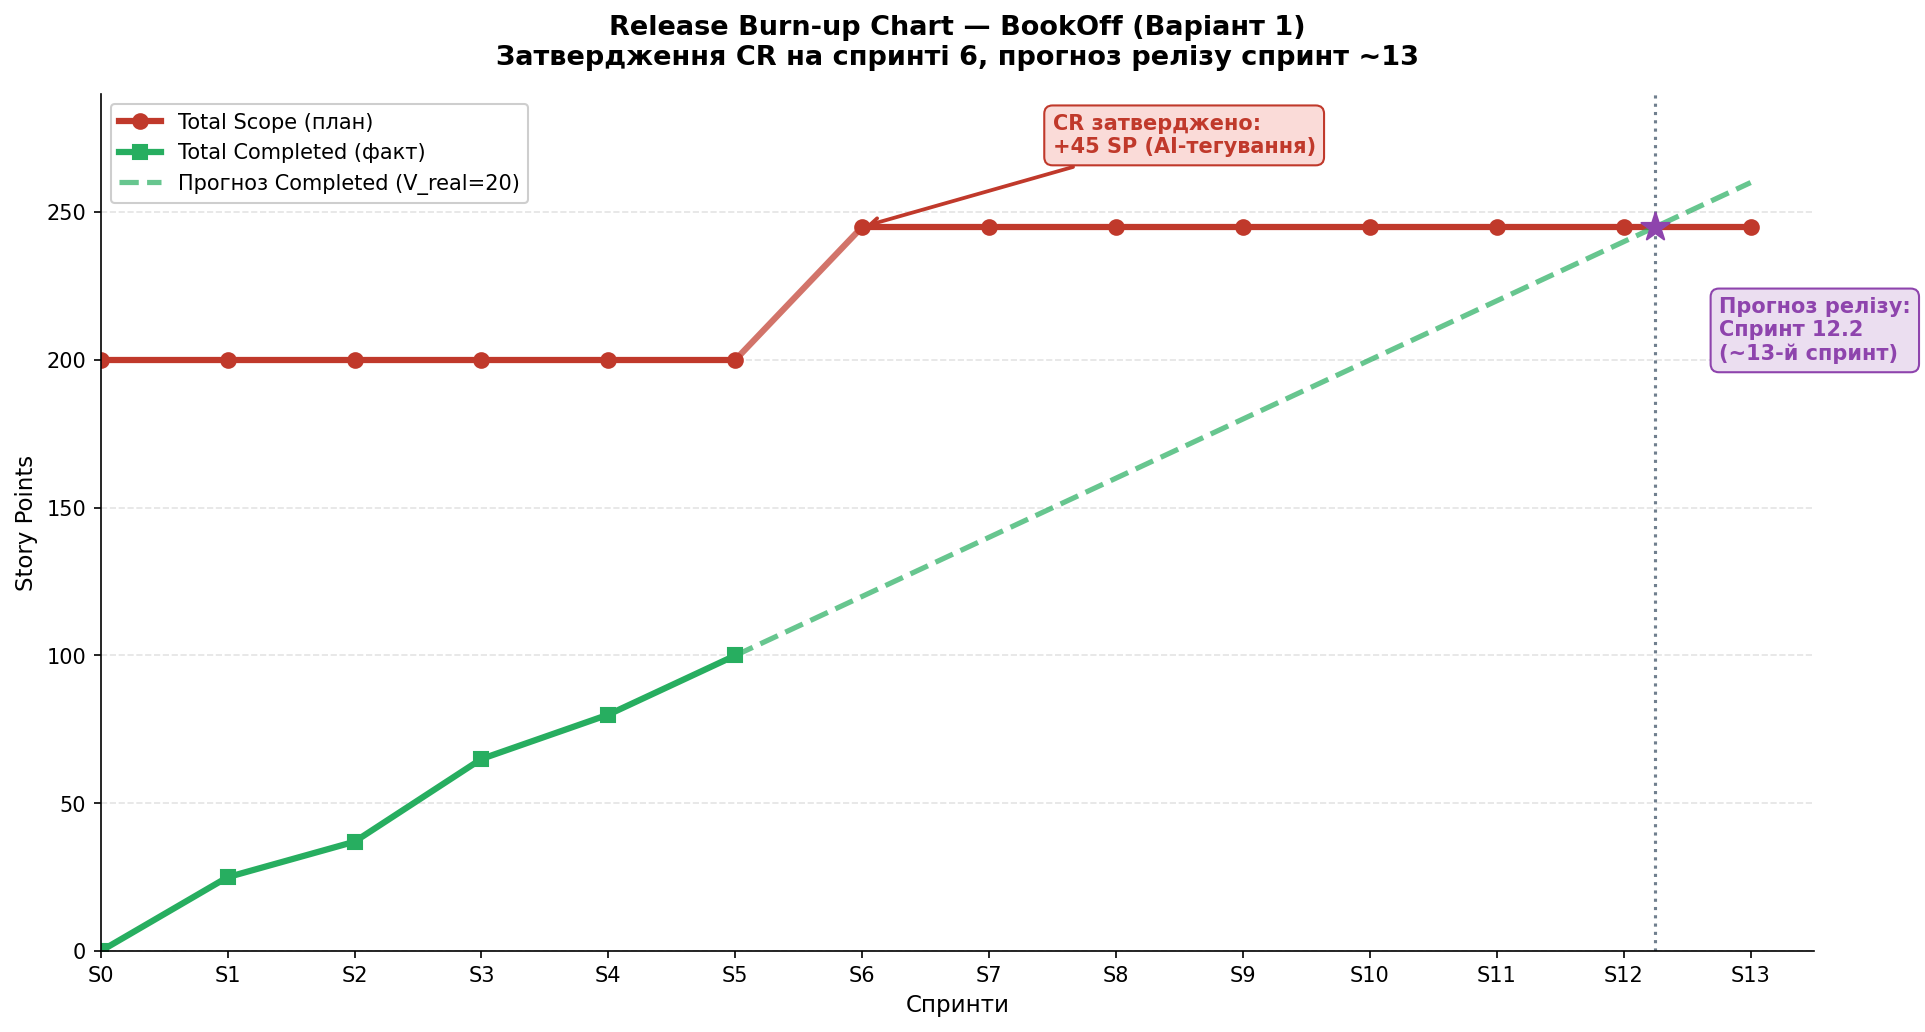 Release Burn-up Chart — BookOff (Варіант 1)
Затвердження CR на спринті 6, прогноз релізу спринт ~13
Total Scope (план)
Total Completed (факт)
Прогноз Completed (V_real=20)
CR затверджено:
+45 SP (AI-тегування)
Прогноз релізу:
Спринт 12.2
(~13-й спринт)
Story Points
250
200
150
100
50
0
S0 S1 S2 S3 S4 S5 S6 S7 S8 S9 S10 S11 S12 S13
Спринти